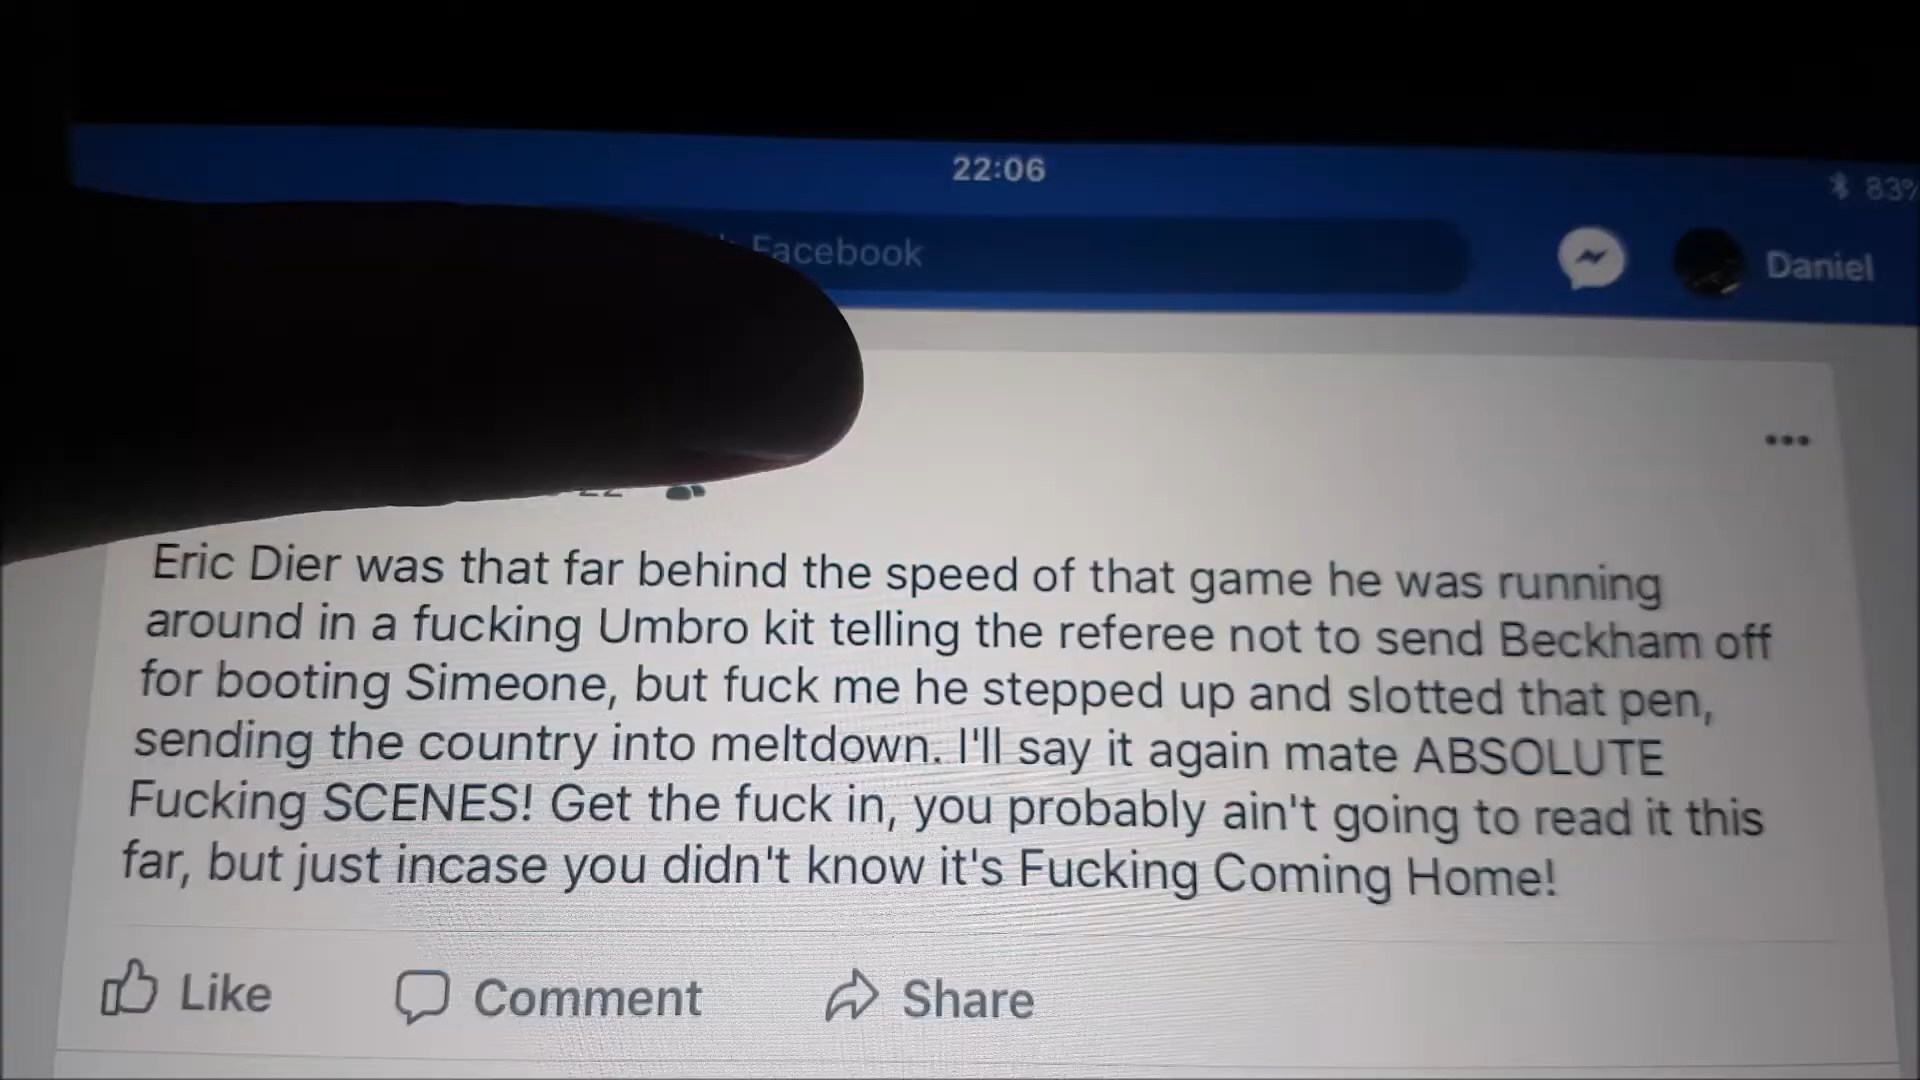 22:06
83%
Facebook
Daniel
Eric Dier was that far behind the speed of that game he was running
around in a fucking Umbro kit telling the referee not to send Beckham off
for booting Simeone, but fuck me he stepped up and slotted that pen,
sending the country into meltdown. I'll say it again mate ABSOLUTE
Fucking SCENES! Get the fuck in, you probably ain't going to read it this
far, but just incase you didn't know it's Fucking Coming Home!
Like Comment Share